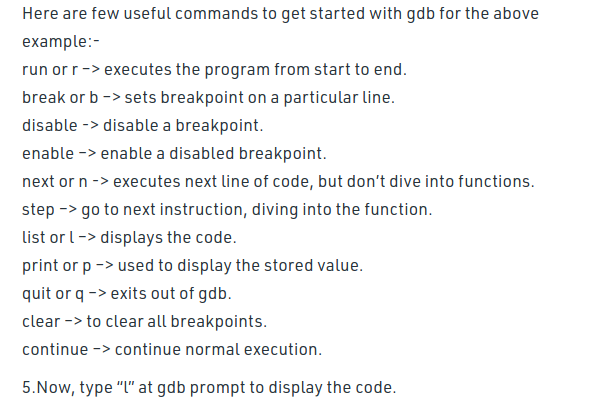 Here are few useful commands to get started with gdb for the above
example:-
run or r –> executes the program from start to end.
break or b –> sets breakpoint on a particular line.
disable -> disable a breakpoint.
enable –> enable a disabled breakpoint.
next or n -> executes next line of code, but don’t dive into functions.
step –> go to next instruction, diving into the function.
list or l –> displays the code.
print or p –> used to display the stored value.
quit or q –> exits out of gdb.
clear –> to clear all breakpoints.
continue –> continue normal execution.
5.Now, type “l” at gdb prompt to display the code.